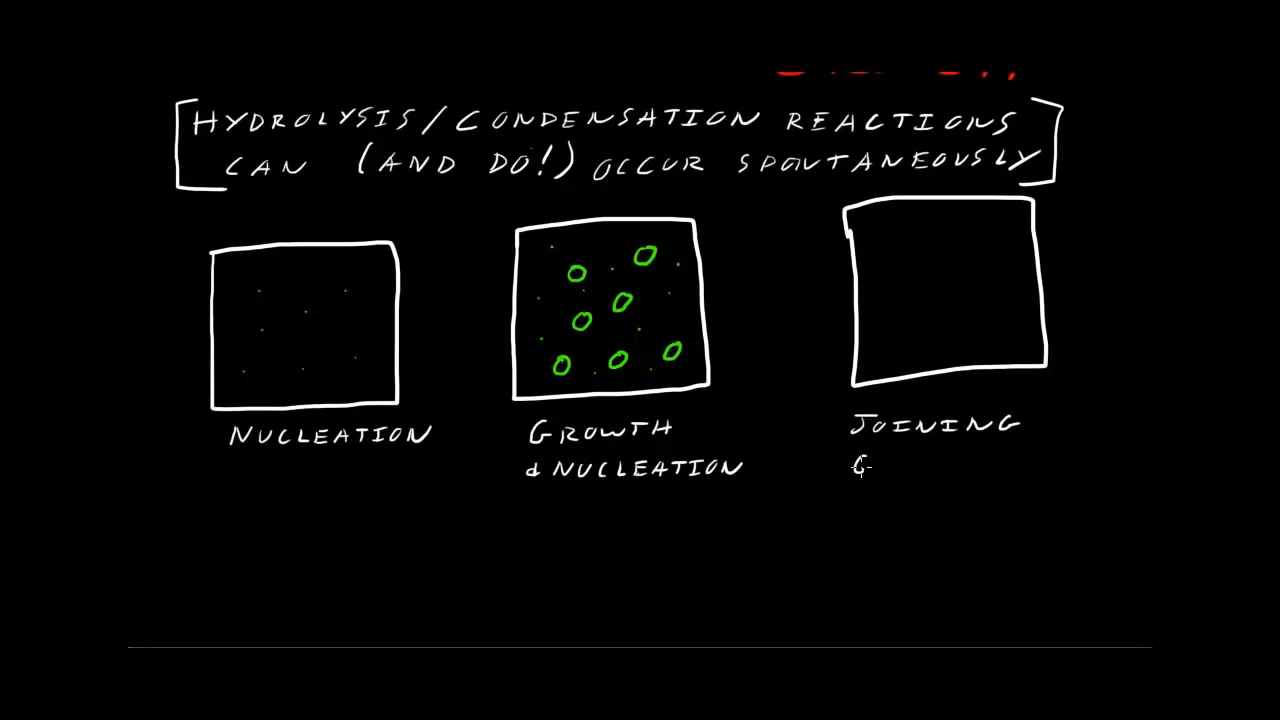 [HYDROLYSIS/CONDENSATION REACTIONS
CAN (AND DO!) OCCUR SPONTANEOUSLY]
NUCLEATION
GROWTH
& NUCLEATION
JOINING